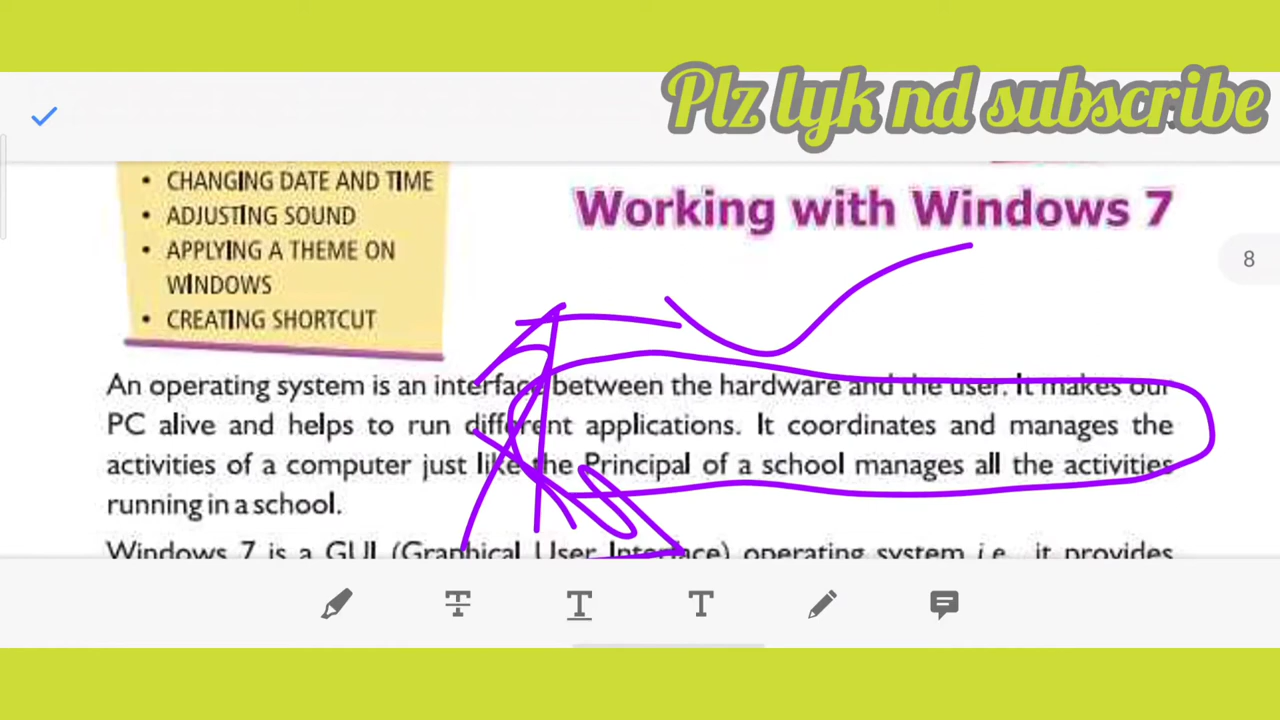 Plz lyk nd subscribe
• CHANGING DATE AND TIME
• ADJUSTING SOUND
• APPLYING A THEME ON
WINDOWS
• CREATING SHORTCUT
Working with Windows 7
8
An operating system is an interface between the hardware and the user. It makes our
PC alive and helps to run different applications. It coordinates and manages the
activities of a computer just like the Principal of a school manages all the activities
running in a school.
Windows 7 is a GUI (Graphical User Interface) operating system i.e., it provides
T T T